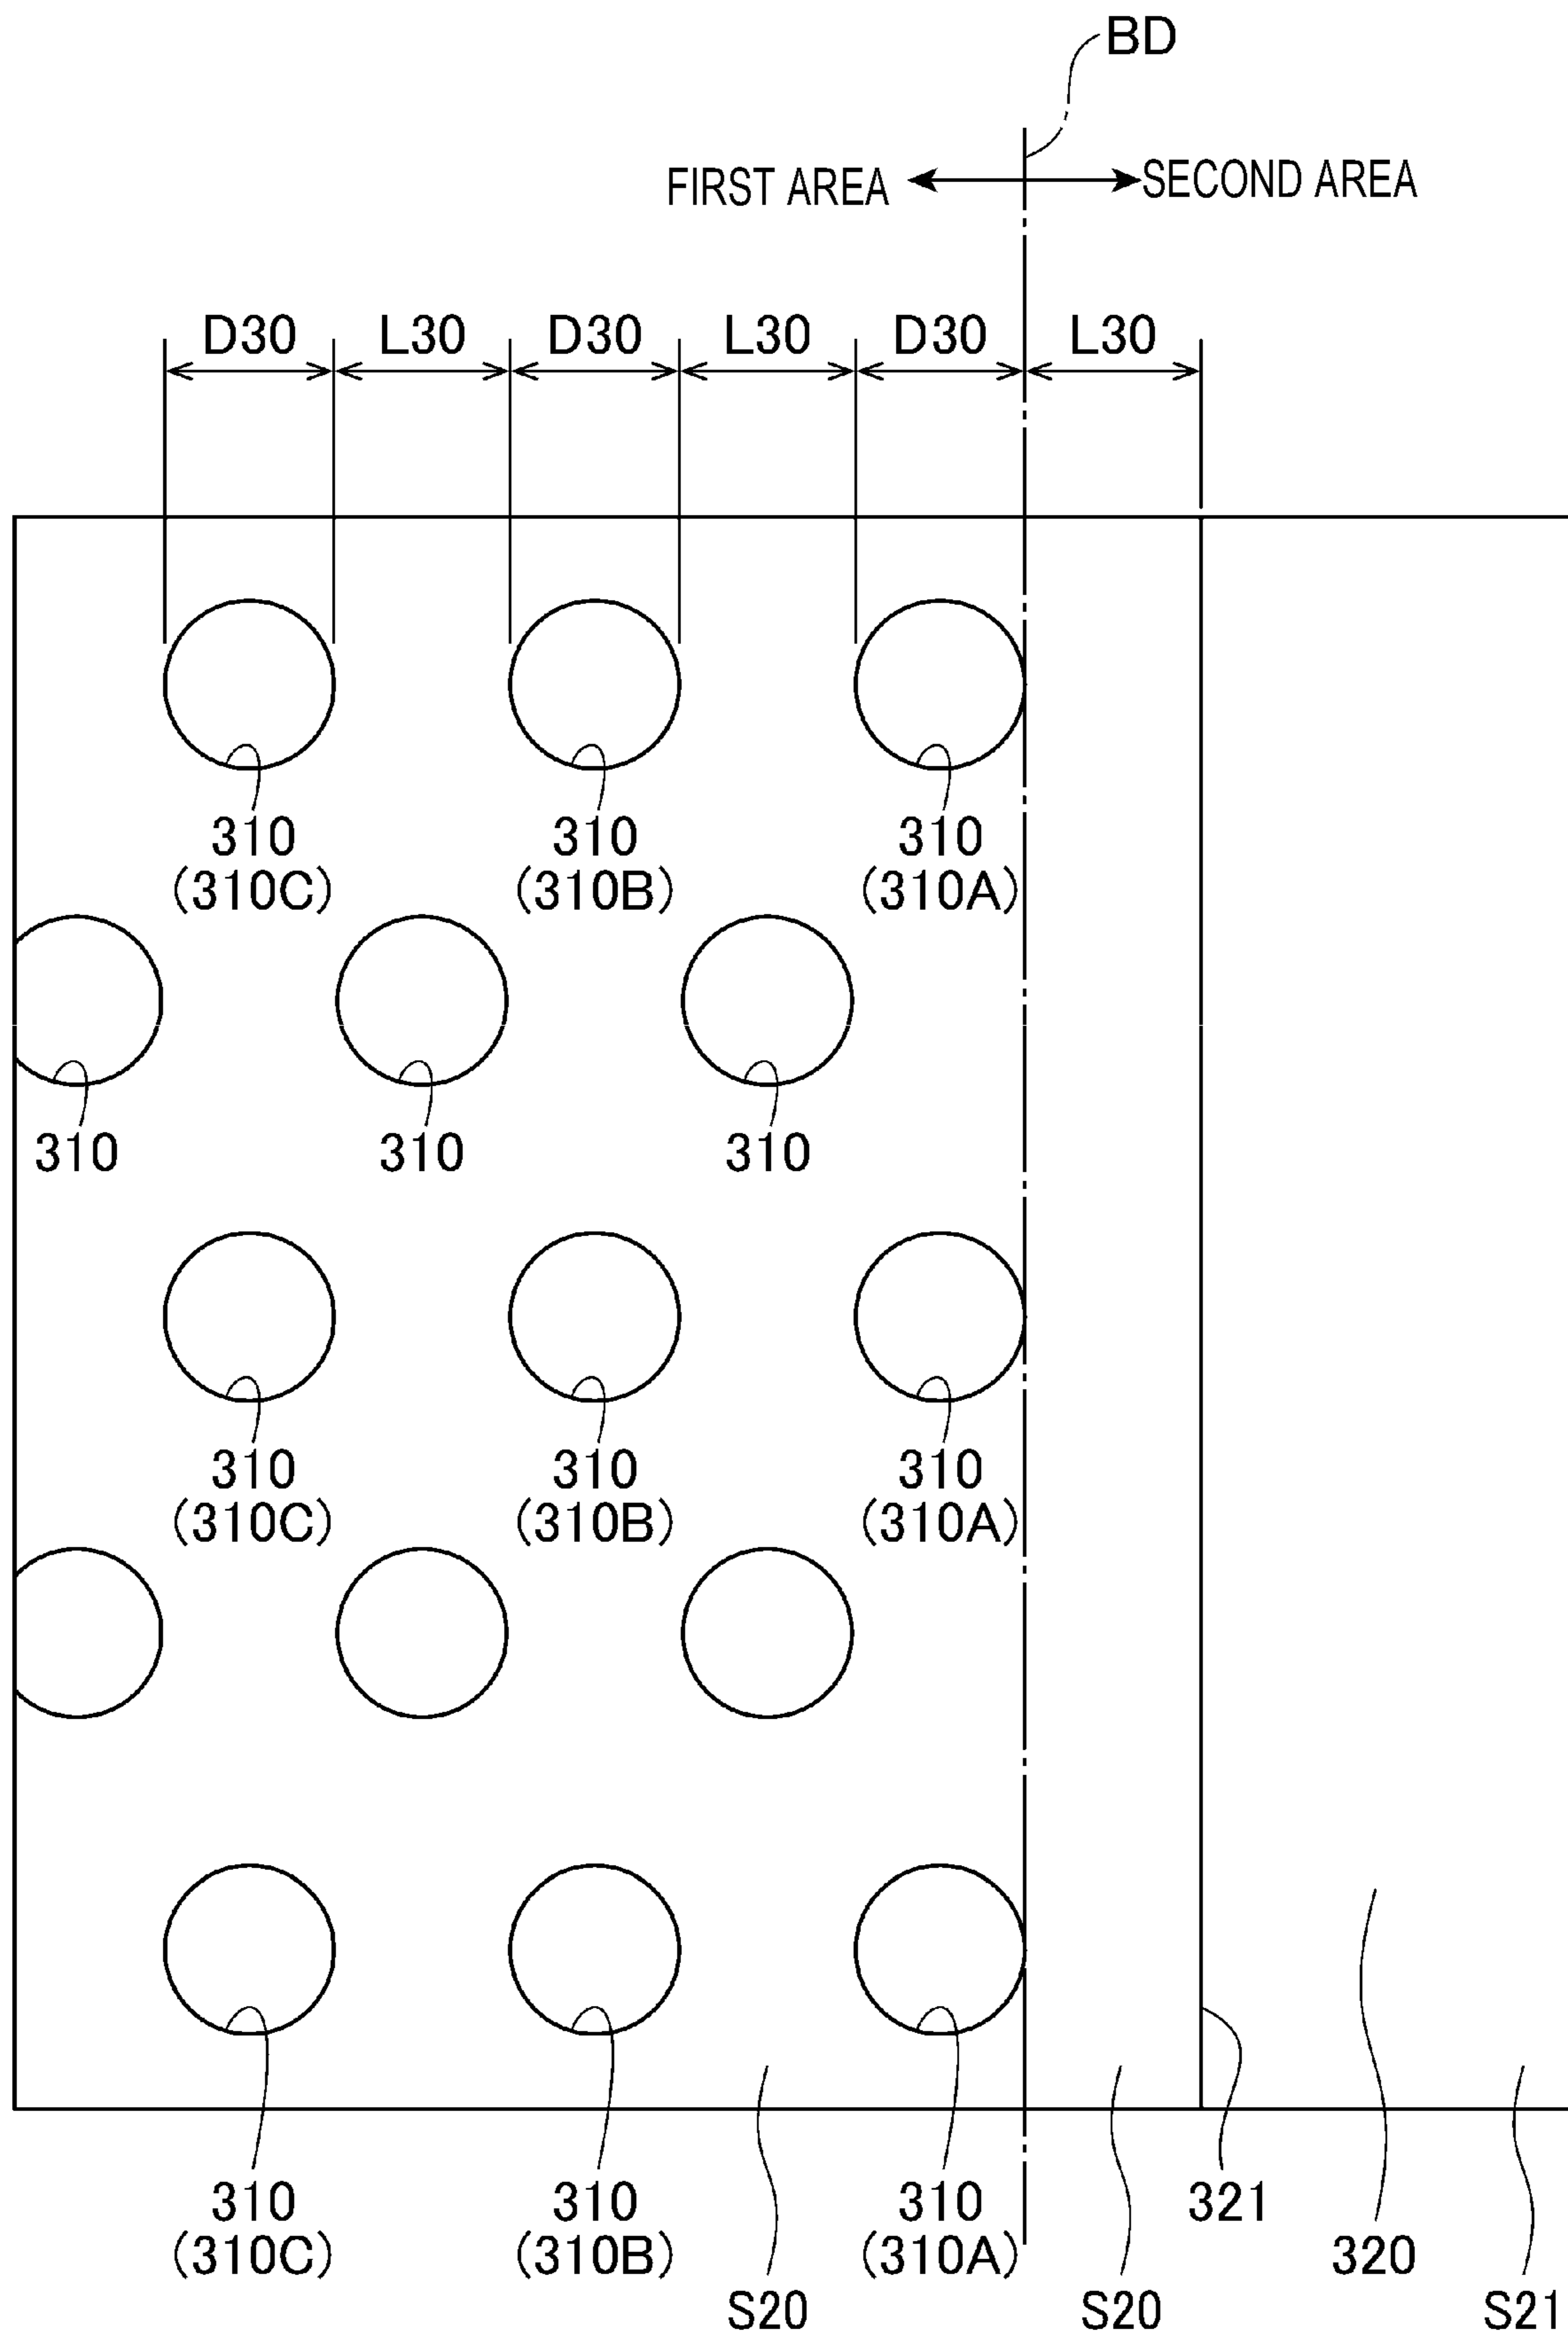 BD
FIRST AREA SECOND AREA
D30 L30 D30 L30 D30 L30
310 310 310
(310C) (310B) (310A)
310 310 310
310 310 310
(310C) (310B) (310A)
310 310 310 321
(310C) (310B) (310A) 320
S20 S20 S21